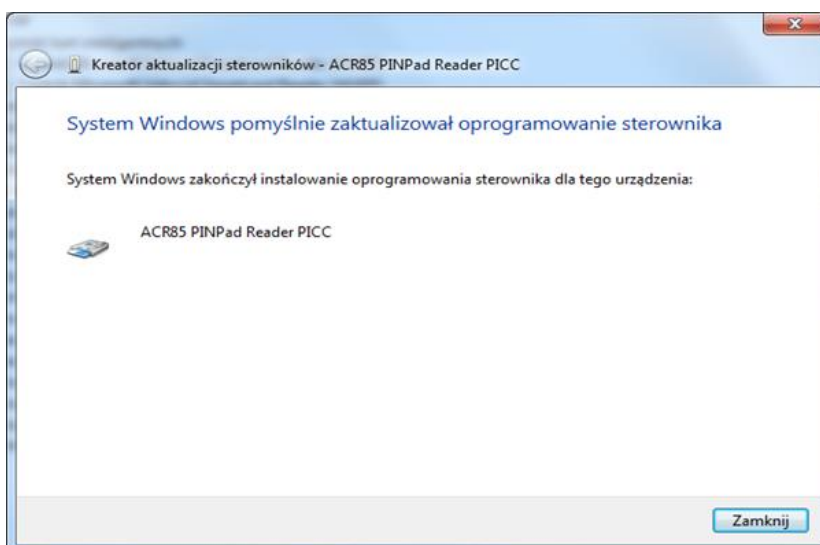 Kreator aktualizacji sterowników - ACR85 PINPad Reader PICC
System Windows pomyślnie zaktualizował oprogramowanie sterownika
System Windows zakończył instalowanie oprogramowania sterownika dla tego urządzenia:
ACR85 PINPad Reader PICC
Zamknij